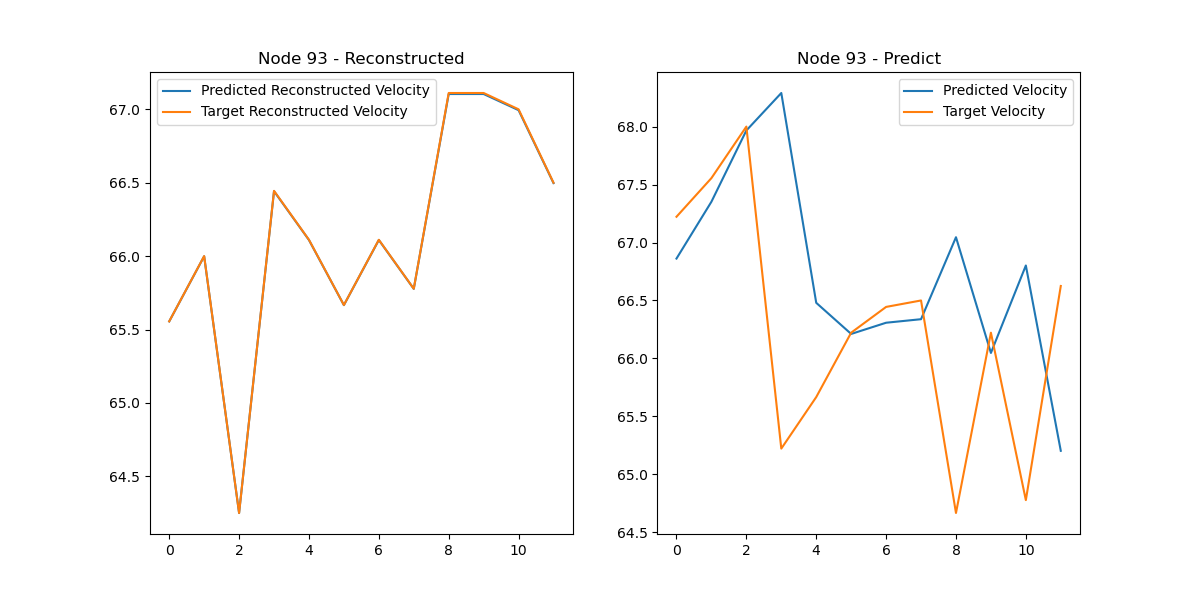 Node 93 - Reconstructed
Predicted Reconstructed Velocity
Target Reconstructed Velocity
67.0
66.5
66.0
65.5
65.0
64.5
0 2 4 6 8 10
Node 93 - Predict
Predicted Velocity
Target Velocity
68.0
67.5
67.0
66.5
66.0
65.5
65.0
64.5
0 2 4 6 8 10